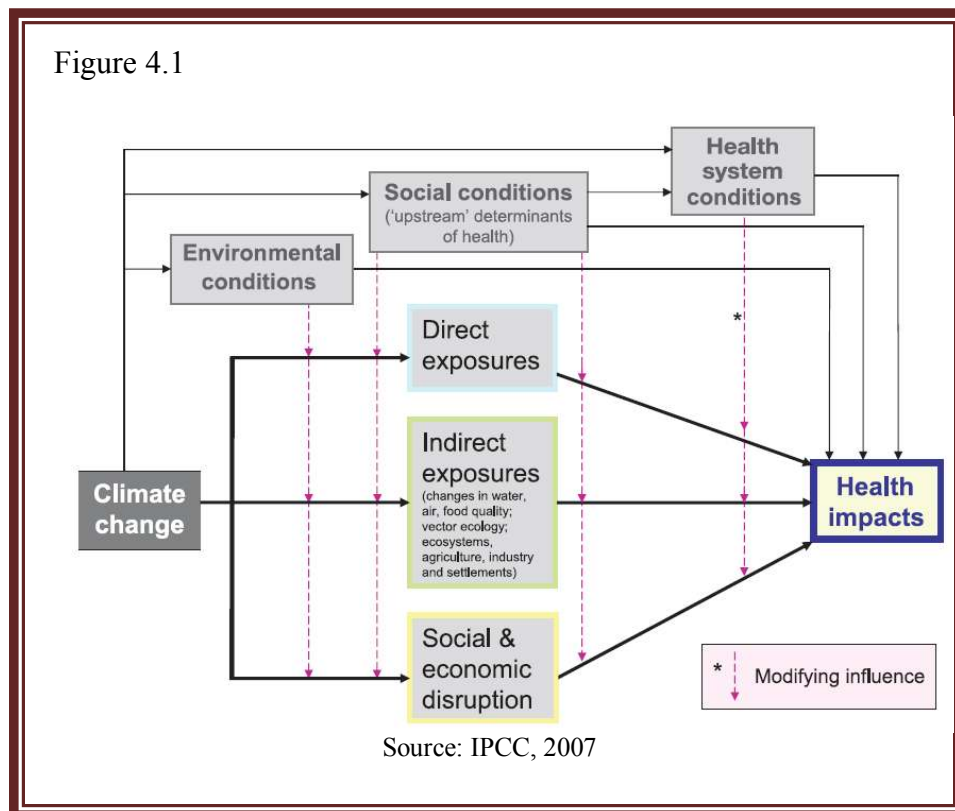 Figure 4.1
Health
system
conditions
Social conditions
('upstream' determinants
of health)
Environmental
conditions
*
Direct
exposures
Indirect
exposures
(changes in water,
air, food quality;
vector ecology;
ecosystems,
agriculture, industry
and settlements)
Climate
change
Health
impacts
Social &
economic
disruption
* Modifying influence
Source: IPCC, 2007